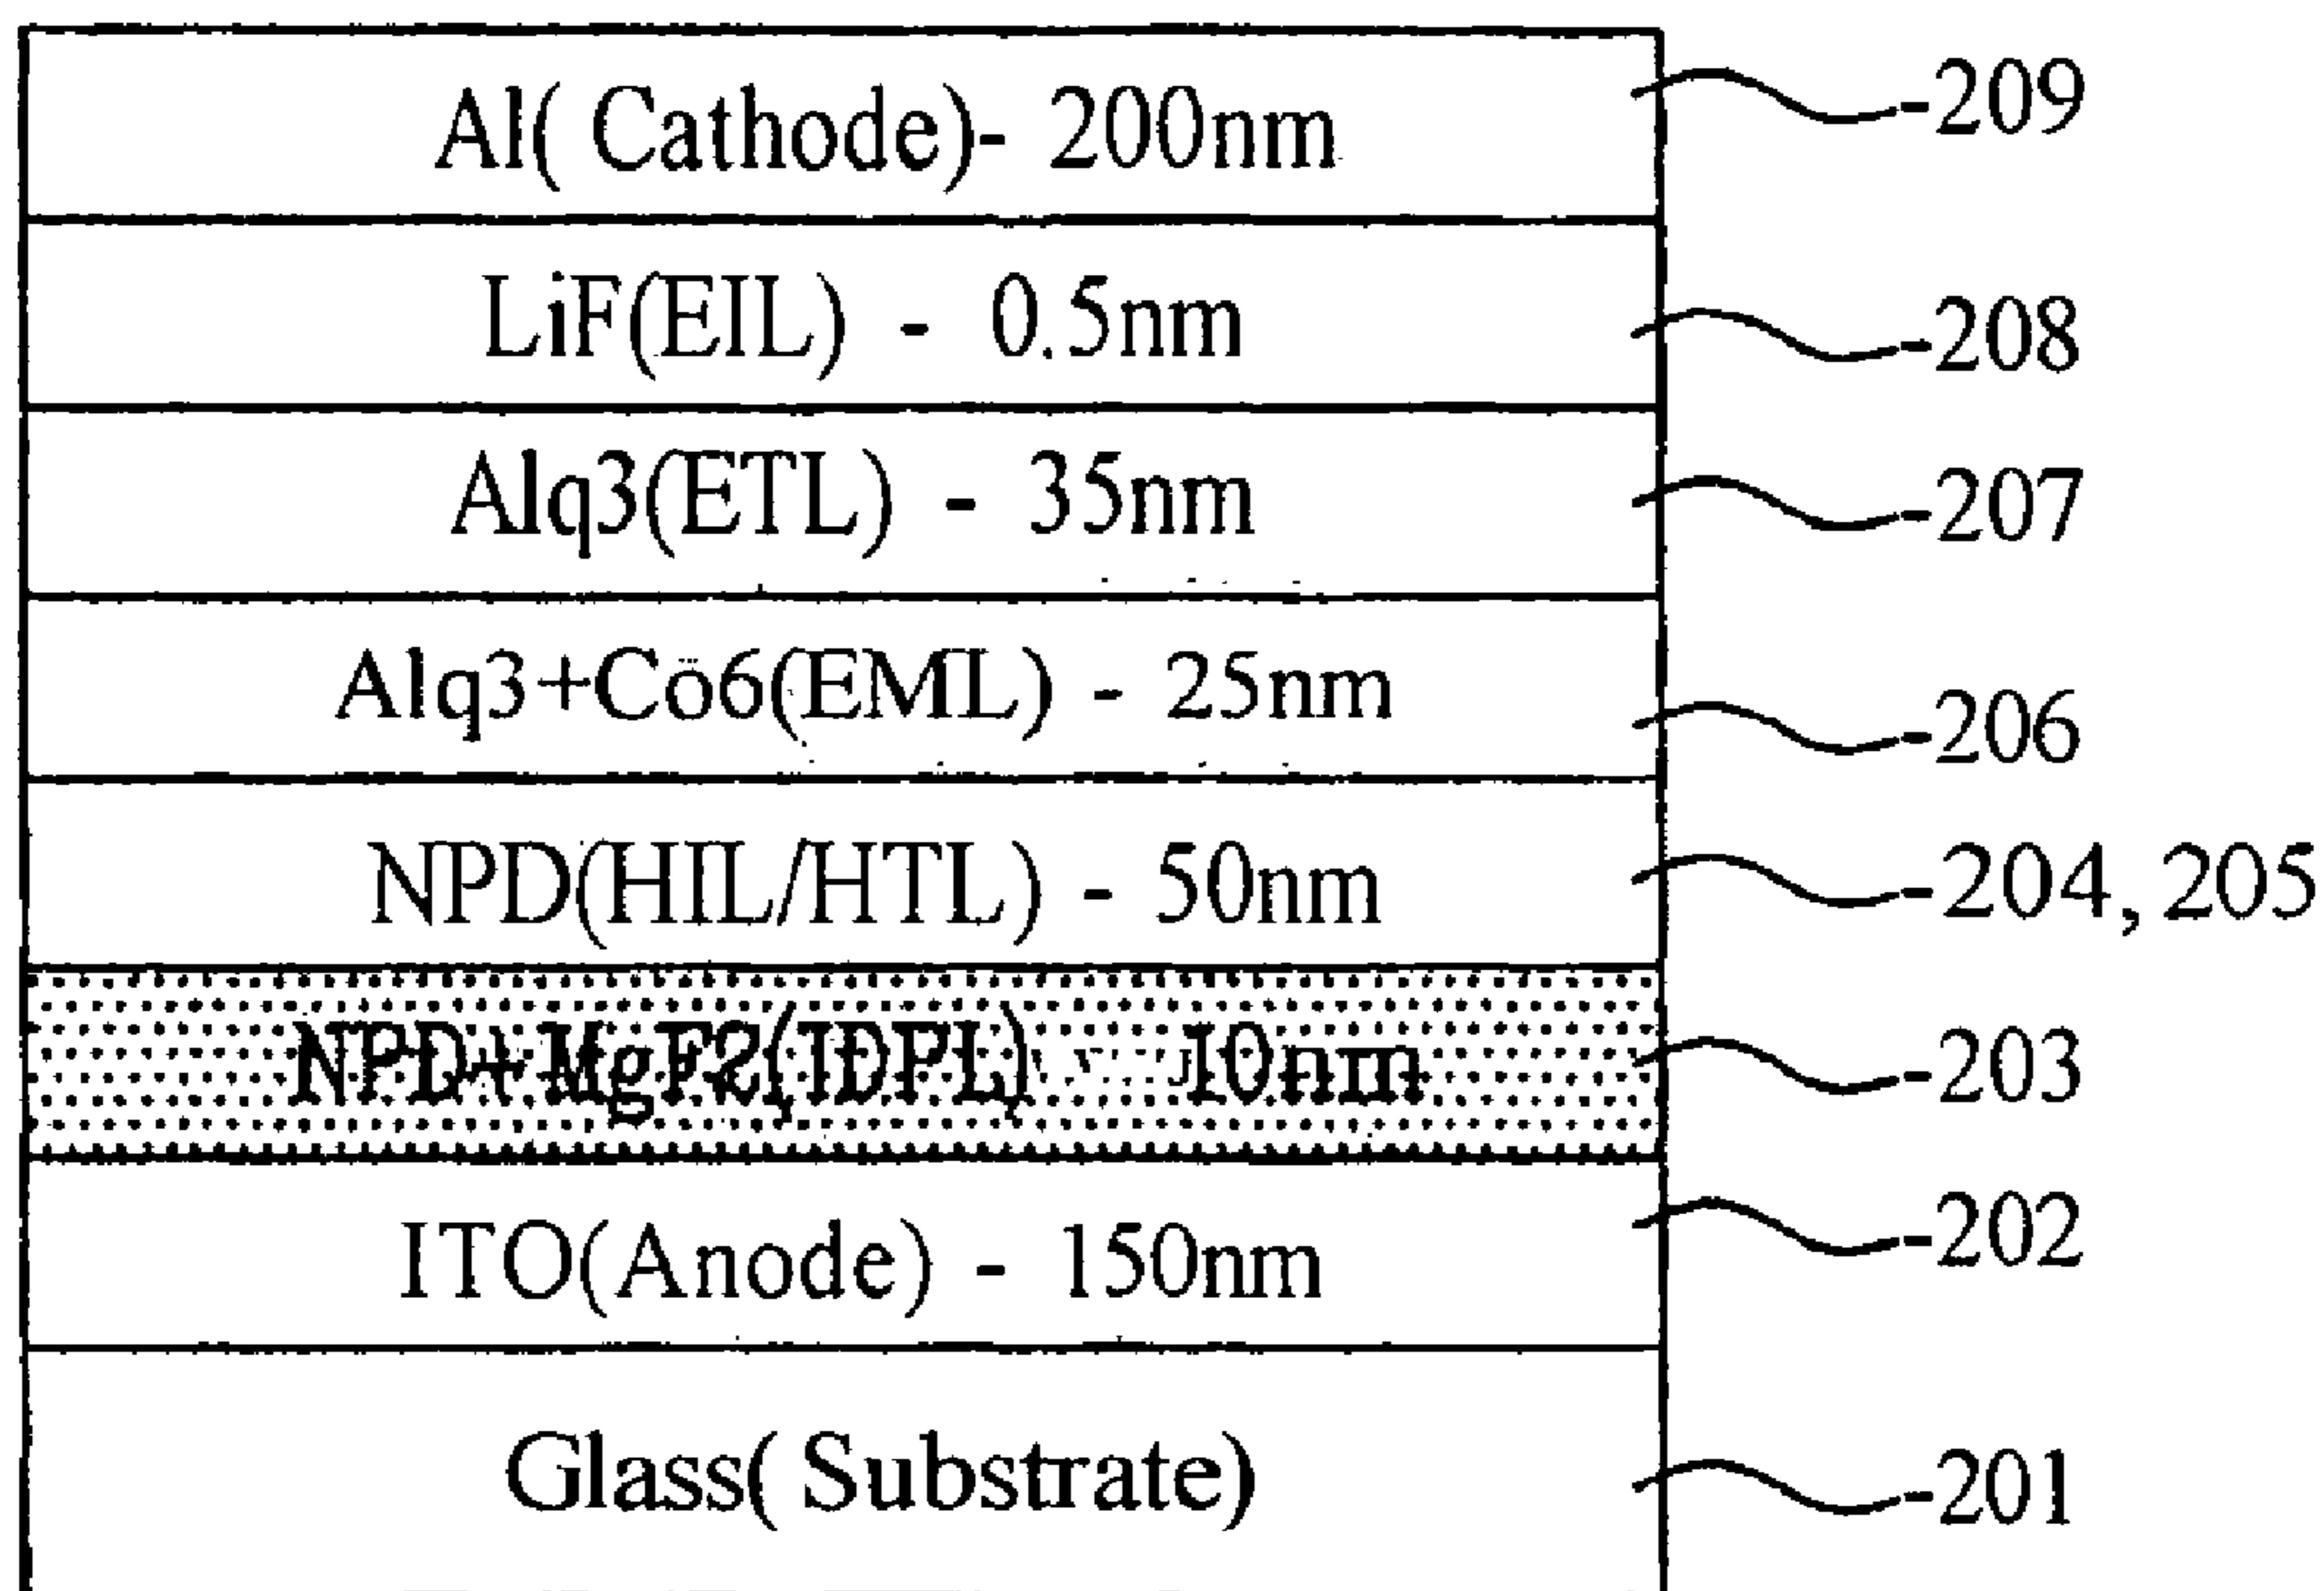 Al( Cathode)- 200nm -209
LiF(EIL) - 0.5nm -208
Alq3(ETL) - 35nm -207
Alq3+Co6(EML) - 25nm -206
NPD(HIL/HTL) - 50nm -204, 205
NPD+MgF2(IDPL) 10nm -203
ITO(Anode) - 150nm -202
Glass( Substrate) -201